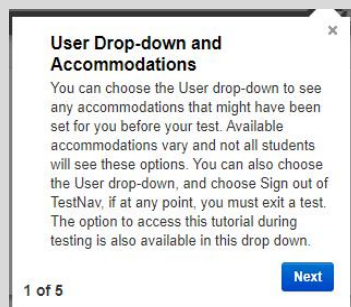 User Drop-down and
Accommodations
You can choose the User drop-down to see
any accommodations that might have been
set for you before your test. Available
accommodations vary and not all students
will see these options. You can also choose
the User drop-down, and choose Sign out of
TestNav, if at any point, you must exit a test.
The option to access this tutorial during
testing is also available in this drop down.
Next
1 of 5